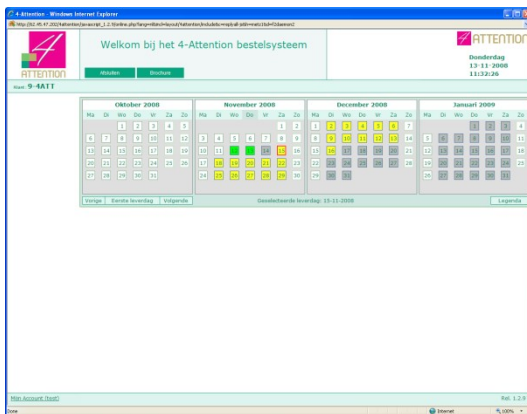 4-Attention - Windows Internet Explorer
4
ATTENTION
Welkom bij het 4-Attention bestelsysteem
Afsluiten Brochure
4 ATTENTION
Donderdag
13-11-2008
11:32:26
9-4ATT
Oktober 2008
Ma Di Wo Do Vr Za Zo
1 2 3 4 5
6 7 8 9 10 11 12
13 14 15 16 17 18 19
20 21 22 23 24 25 26
27 28 29 30 31
November 2008
Ma Di Wo Do Vr Za Zo
1 2
3 4 5 6 7 8 9
10 11 12 13 14 15 16
17 18 19 20 21 22 23
24 25 26 27 28 29 30
December 2008
Ma Di Wo Do Vr Za Zo
1 2 3 4 5 6 7
8 9 10 11 12 13 14
15 16 17 18 19 20 21
22 23 24 25 26 27 28
29 30 31
Januari 2009
Ma Di Wo Do Vr Za Zo
1 2 3 4
5 6 7 8 9 10 11
12 13 14 15 16 17 18
19 20 21 22 23 24 25
26 27 28 29 30 31
Vorige Eerste leverdag Volgende
Geselecteerde leverdag: 13-11-2008
Legenda
Mijn Account (test)
Rel. 1.2.0
Done
Internet
100%